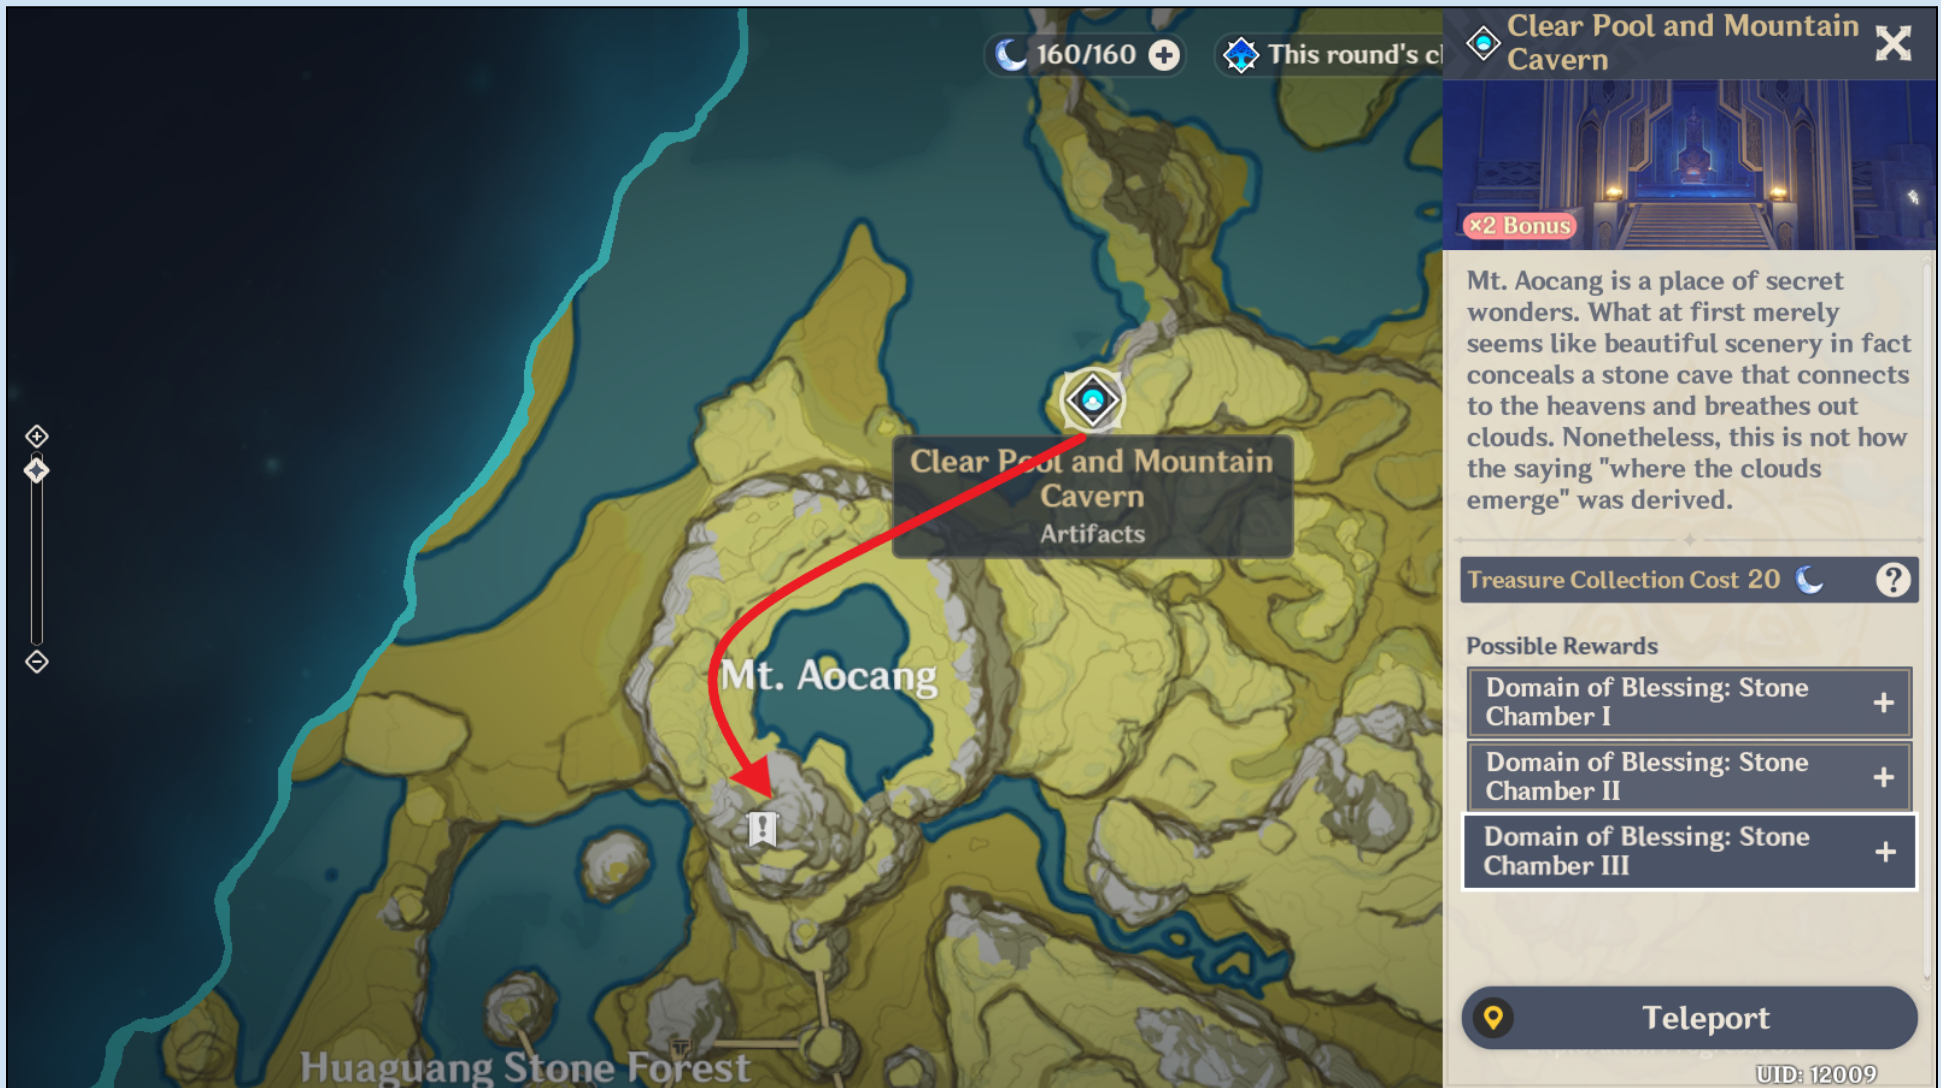 160/160
This round's cl
Clear Pool and Mountain
Cavern
×2 Bonus
Mt. Aocang is a place of secret
wonders. What at first merely
seems like beautiful scenery in fact
conceals a stone cave that connects
to the heavens and breathes out
clouds. Nonetheless, this is not how
the saying "where the clouds
emerge" was derived.
Treasure Collection Cost 20
?
Possible Rewards
Domain of Blessing: Stone
Chamber I
Domain of Blessing: Stone
Chamber II
Domain of Blessing: Stone
Chamber III
Teleport
UID: 12009
Clear Pool and Mountain
Cavern
Artifacts
Mt. Aocang
Huaguang Stone Forest